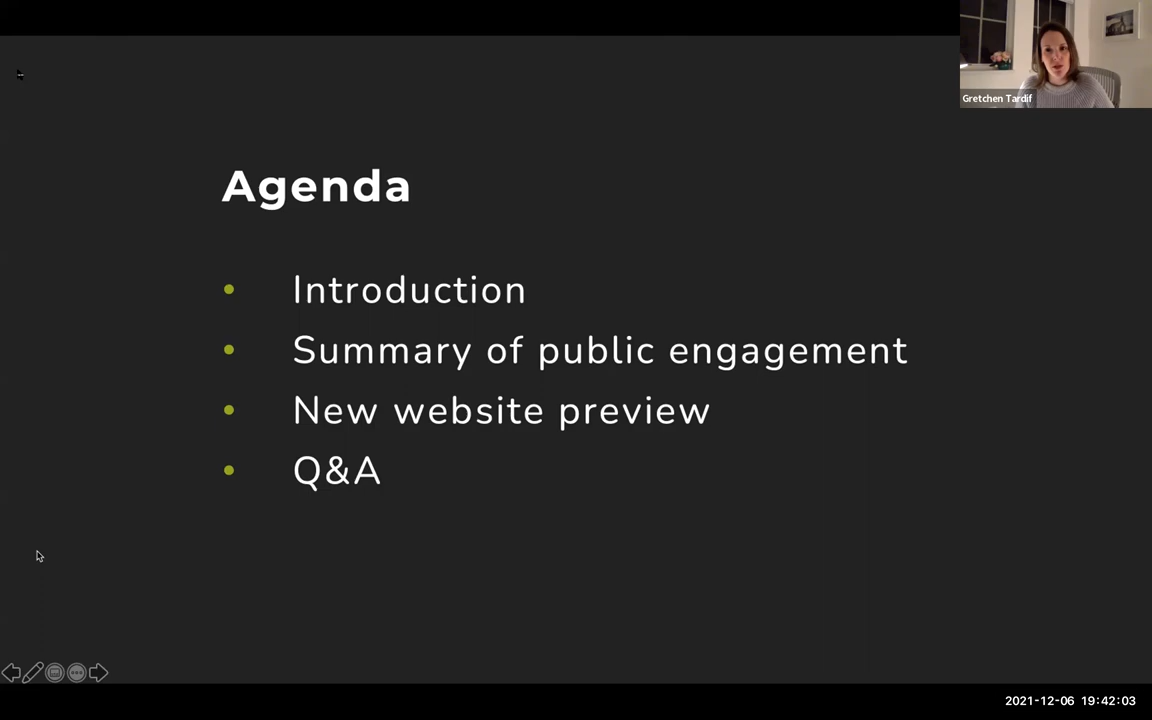 Gretchen Tardif
Agenda
• Introduction
• Summary of public engagement
• New website preview
• Q&A
2021-12-06 19:42:03